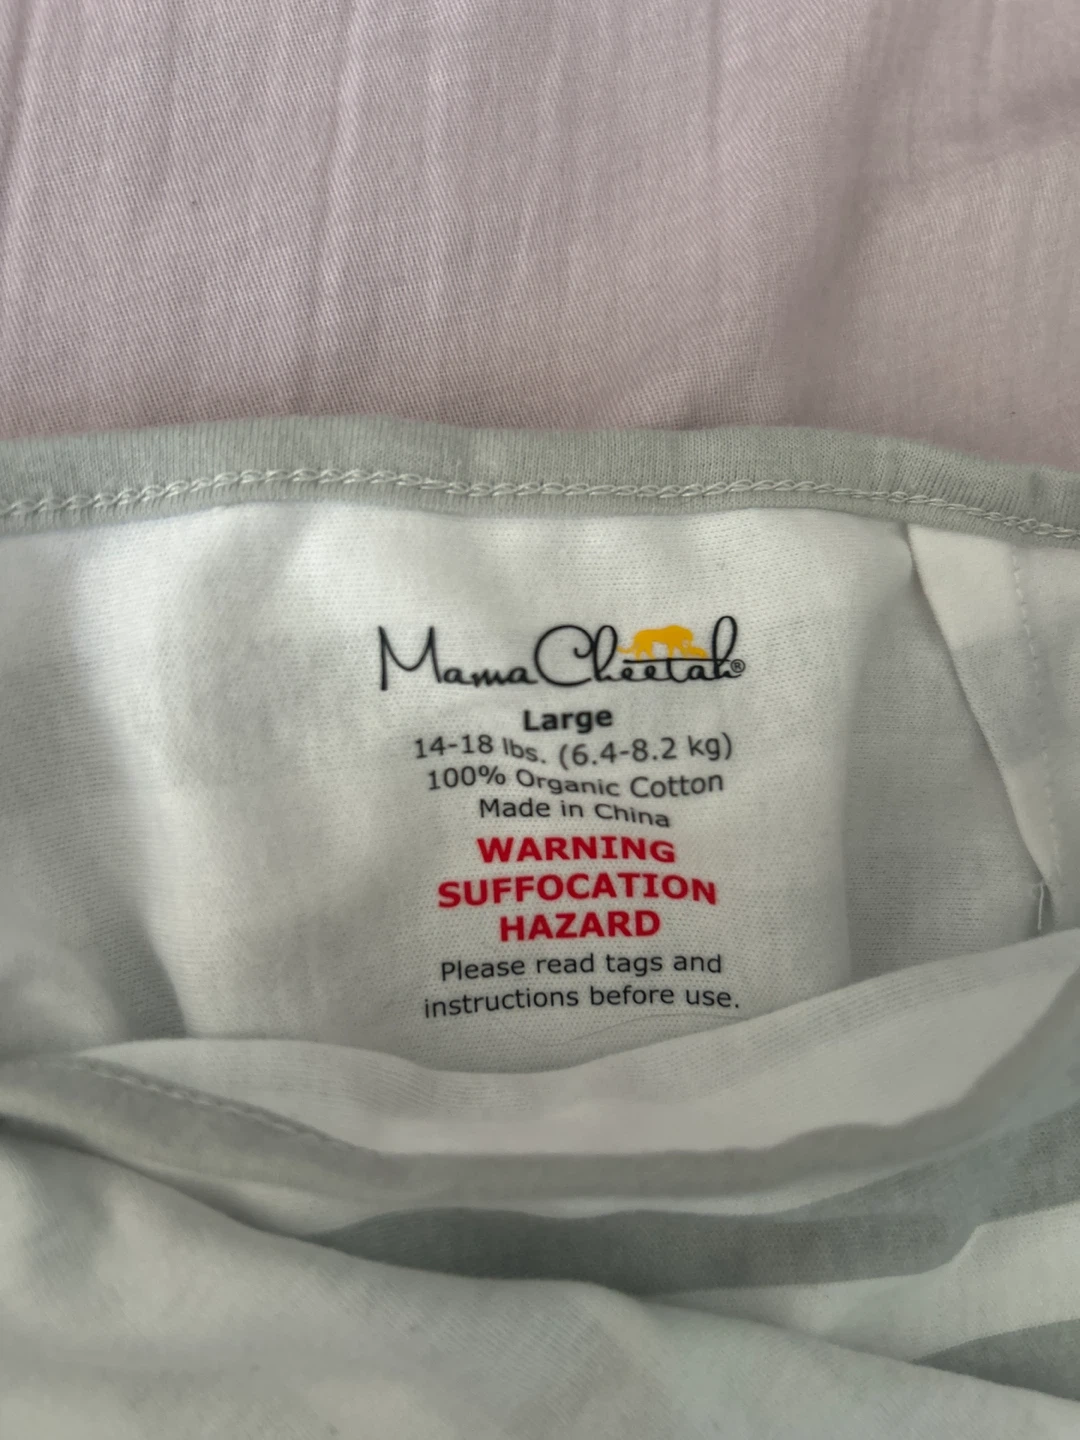 MamaCheetah®
Large
14-18 lbs. (6.4-8.2 kg)
100% Organic Cotton
Made in China
WARNING
SUFFOCATION
HAZARD
Please read tags and
instructions before use.